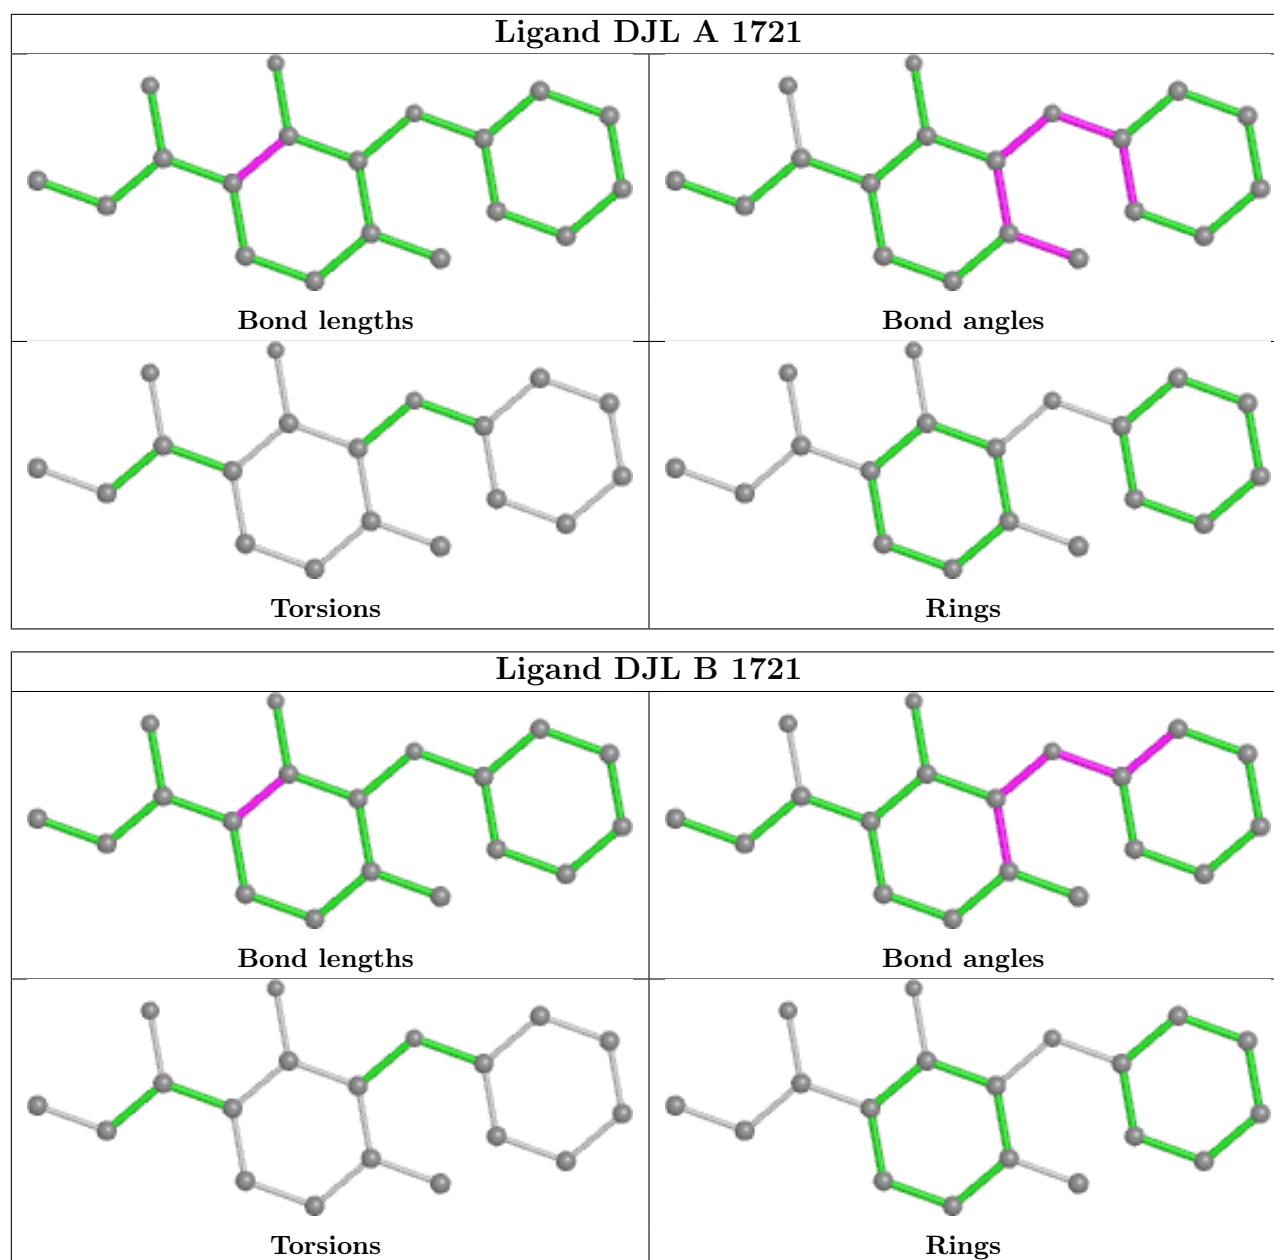 Ligand DJL A 1721
Bond lengths
Bond angles
Torsions
Rings
Ligand DJL B 1721
Bond lengths
Bond angles
Torsions
Rings